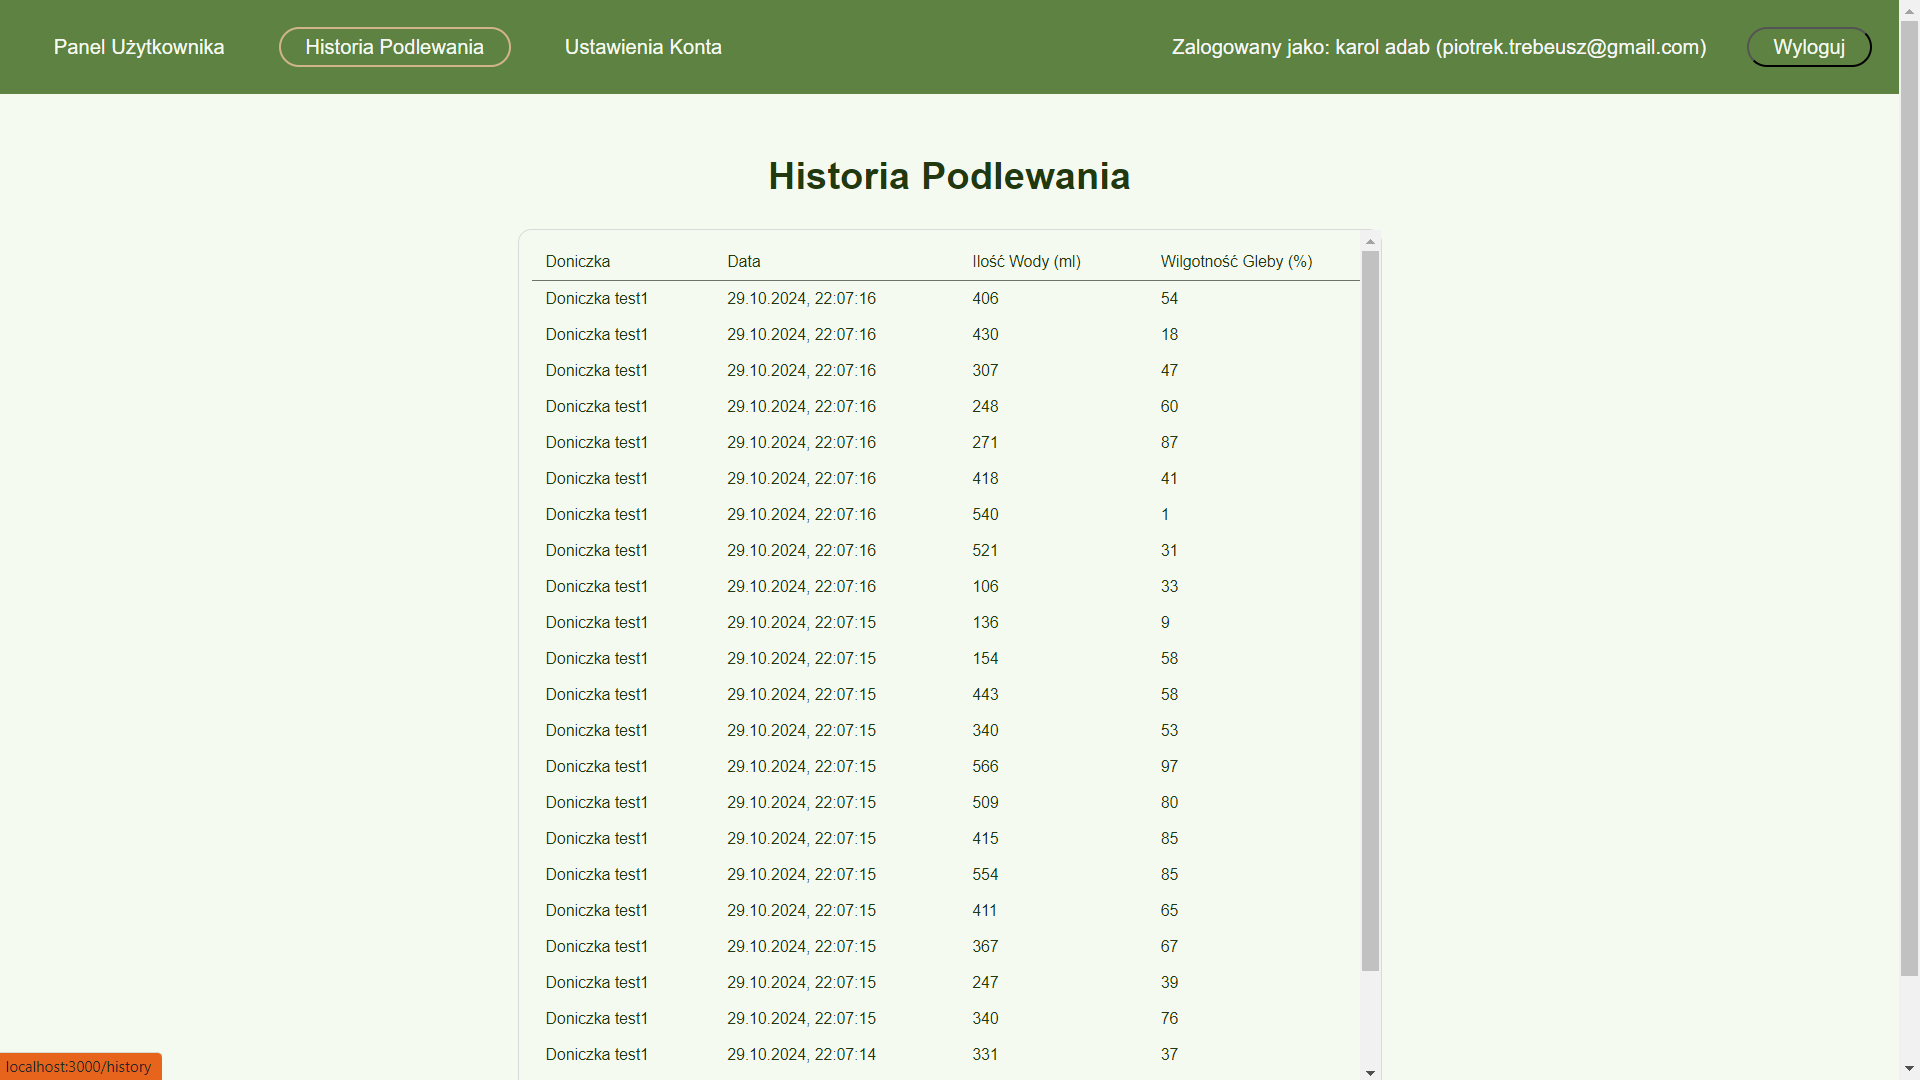 Panel Użytkownika Historia Podlewania Ustawienia Konta Zalogowany jako: karol adab (piotrek.trebeusz@gmail.com) Wyloguj
Historia Podlewania
Doniczka Data Ilość Wody (ml) Wilgotność Gleby (%)
Doniczka test1 29.10.2024, 22:07:16 406 54
Doniczka test1 29.10.2024, 22:07:16 430 18
Doniczka test1 29.10.2024, 22:07:16 307 47
Doniczka test1 29.10.2024, 22:07:16 248 60
Doniczka test1 29.10.2024, 22:07:16 271 87
Doniczka test1 29.10.2024, 22:07:16 418 41
Doniczka test1 29.10.2024, 22:07:16 540 1
Doniczka test1 29.10.2024, 22:07:16 521 31
Doniczka test1 29.10.2024, 22:07:16 106 33
Doniczka test1 29.10.2024, 22:07:15 136 9
Doniczka test1 29.10.2024, 22:07:15 154 58
Doniczka test1 29.10.2024, 22:07:15 443 58
Doniczka test1 29.10.2024, 22:07:15 340 53
Doniczka test1 29.10.2024, 22:07:15 566 97
Doniczka test1 29.10.2024, 22:07:15 509 80
Doniczka test1 29.10.2024, 22:07:15 415 85
Doniczka test1 29.10.2024, 22:07:15 554 85
Doniczka test1 29.10.2024, 22:07:15 411 65
Doniczka test1 29.10.2024, 22:07:15 367 67
Doniczka test1 29.10.2024, 22:07:15 247 39
Doniczka test1 29.10.2024, 22:07:15 340 76
Doniczka test1 29.10.2024, 22:07:14 331 37
localhost:3000/history